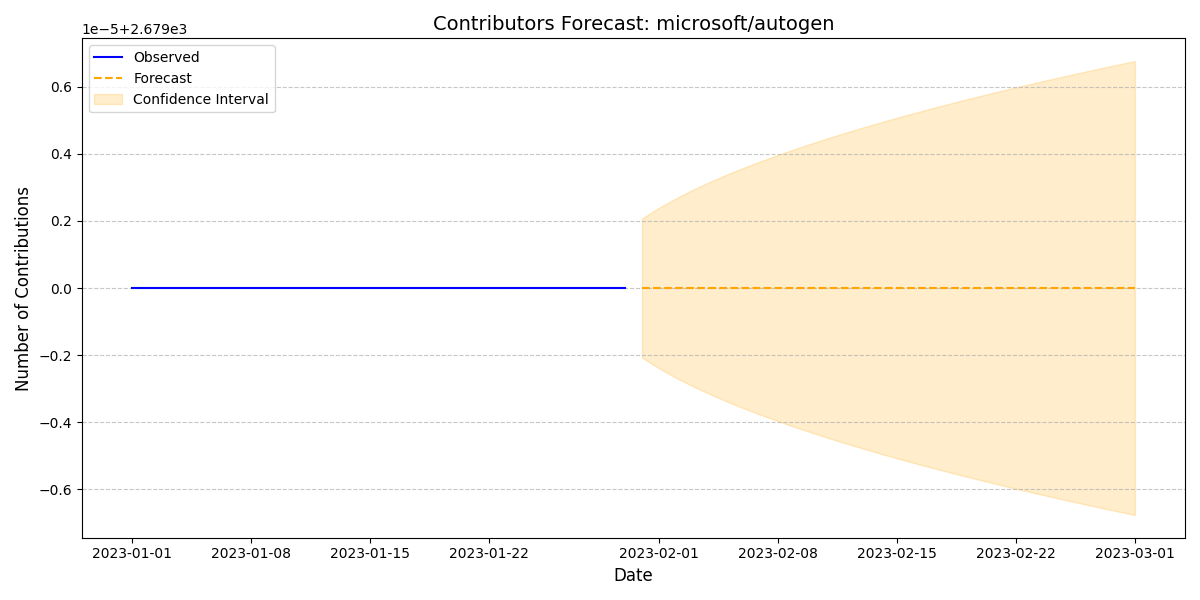 Contributors Forecast: microsoft/autogen
1e−5+2.679e3
Observed
Forecast
Confidence Interval
Number of Contributions
0.6
0.4
0.2
0.0
−0.2
−0.4
−0.6
2023-01-01 2023-01-08 2023-01-15 2023-01-22 2023-02-01 2023-02-08 2023-02-15 2023-02-22 2023-03-01
Date